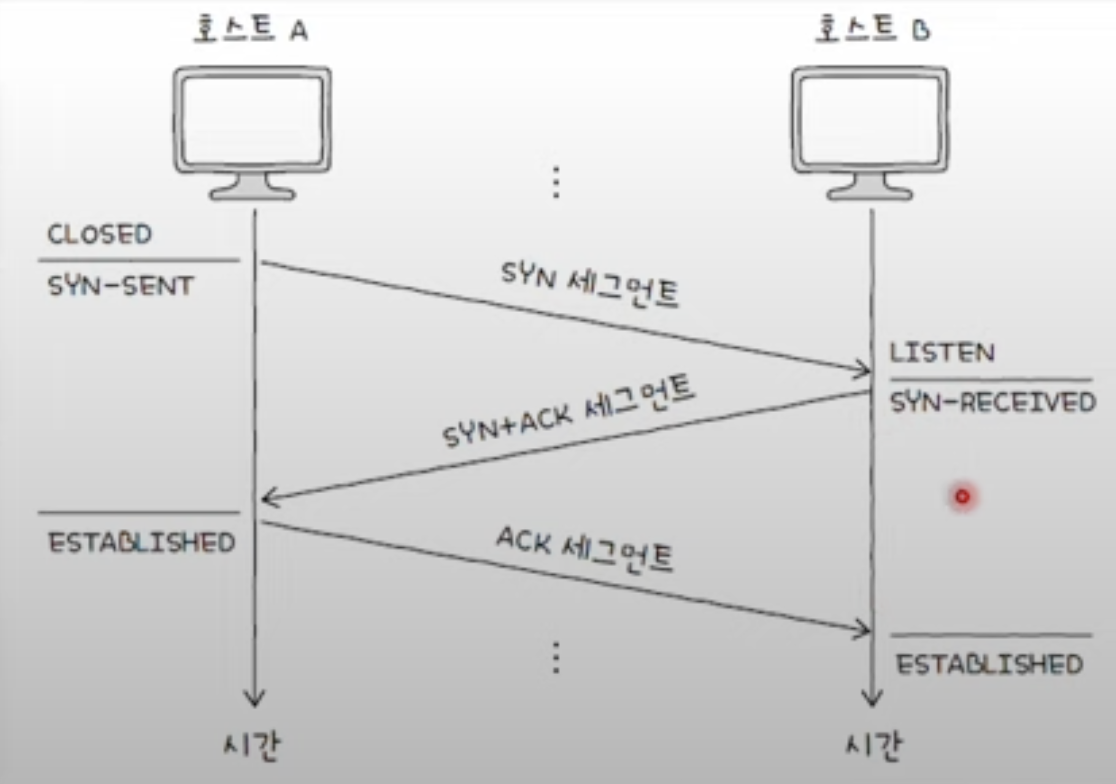 호스트 A
호스트 B
CLOSED
SYN-SENT
SYN 세그먼트
LISTEN
SYN-RECEIVED
SYN+ACK 세그먼트
ESTABLISHED
ACK 세그먼트
ESTABLISHED
시간
시간